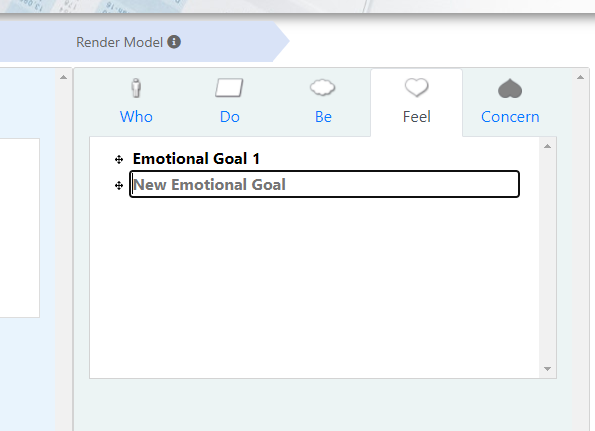 Render Model
Who
Do
Be
Feel
Concern
Emotional Goal 1
New Emotional Goal